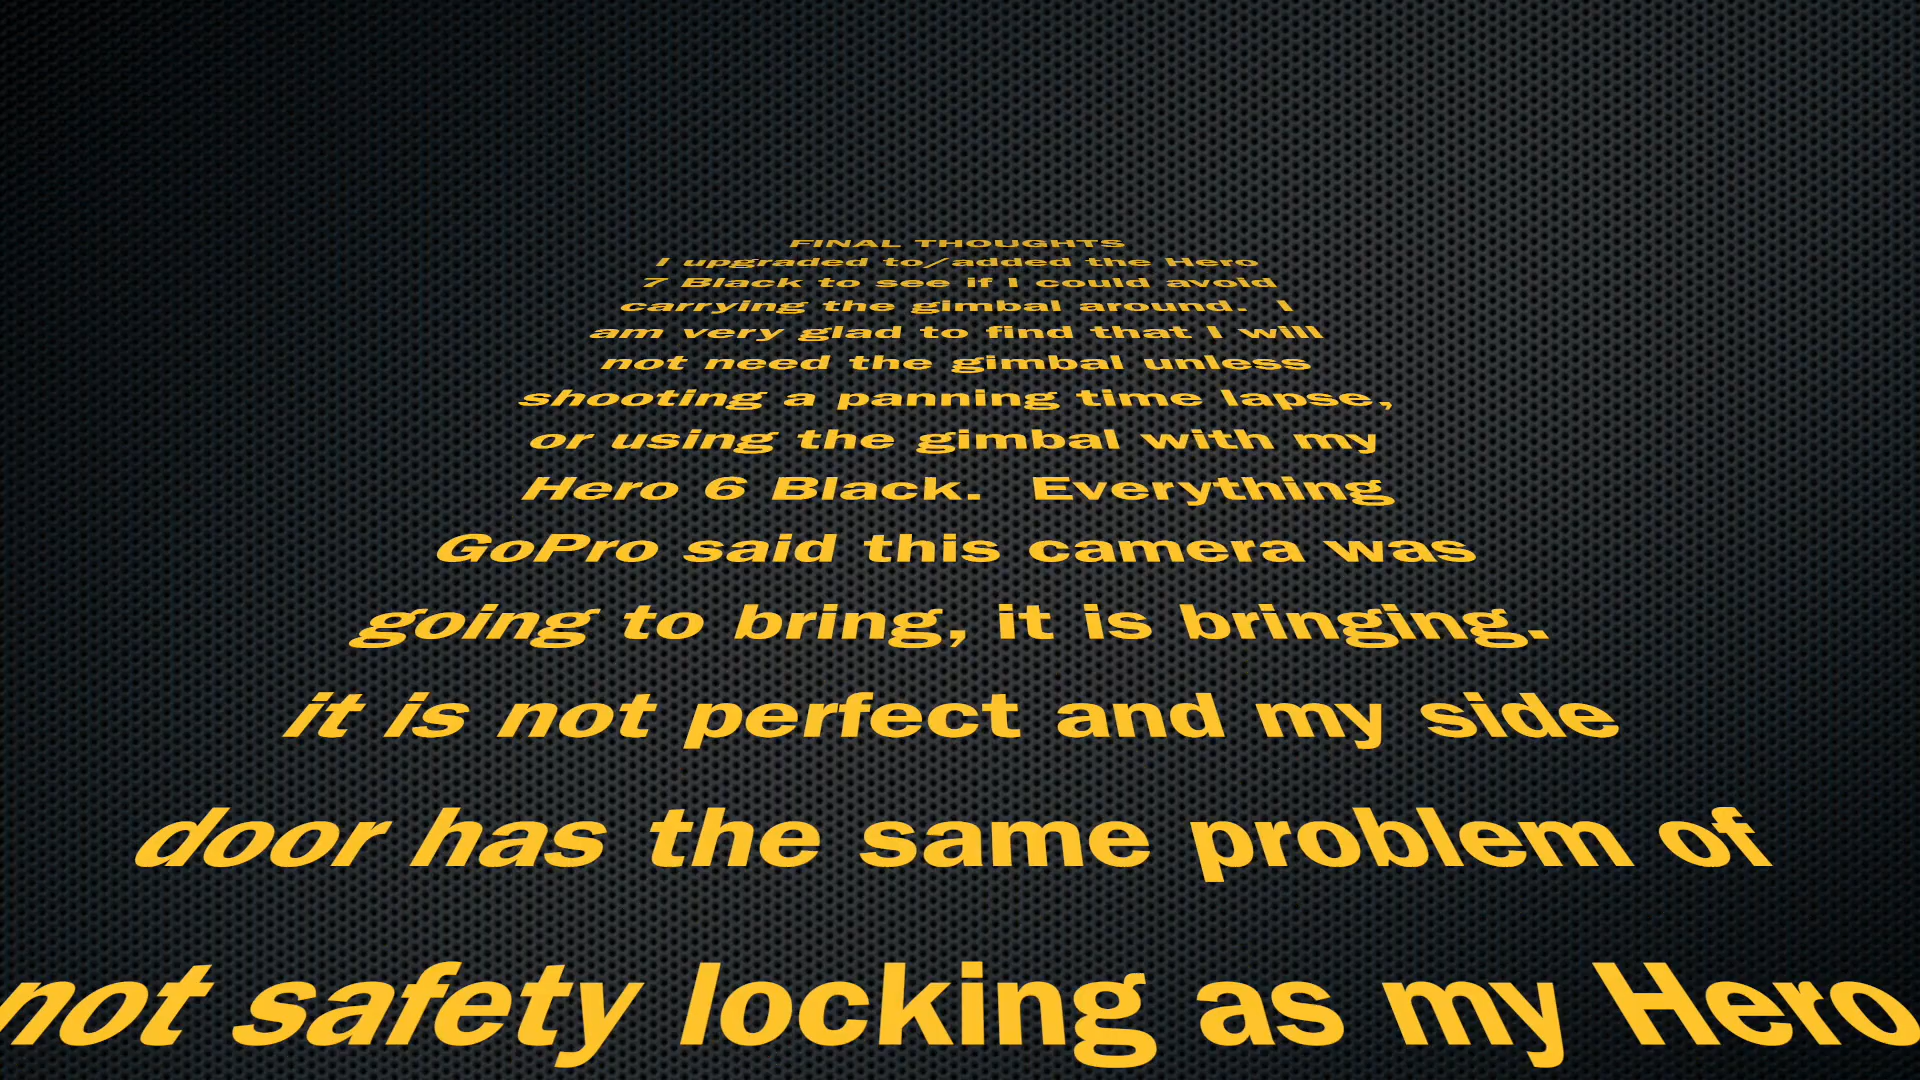 FINAL THOUGHTS
I upgraded to/added the Hero
7 Black to see if I could avoid
carrying the gimbal around.  I
am very glad to find that I will
not need the gimbal unless
shooting a panning time lapse,
or using the gimbal with my
Hero 6 Black.  Everything
GoPro said this camera was
going to bring, it is bringing.
it is not perfect and my side
door has the same problem of
not safety locking as my Hero